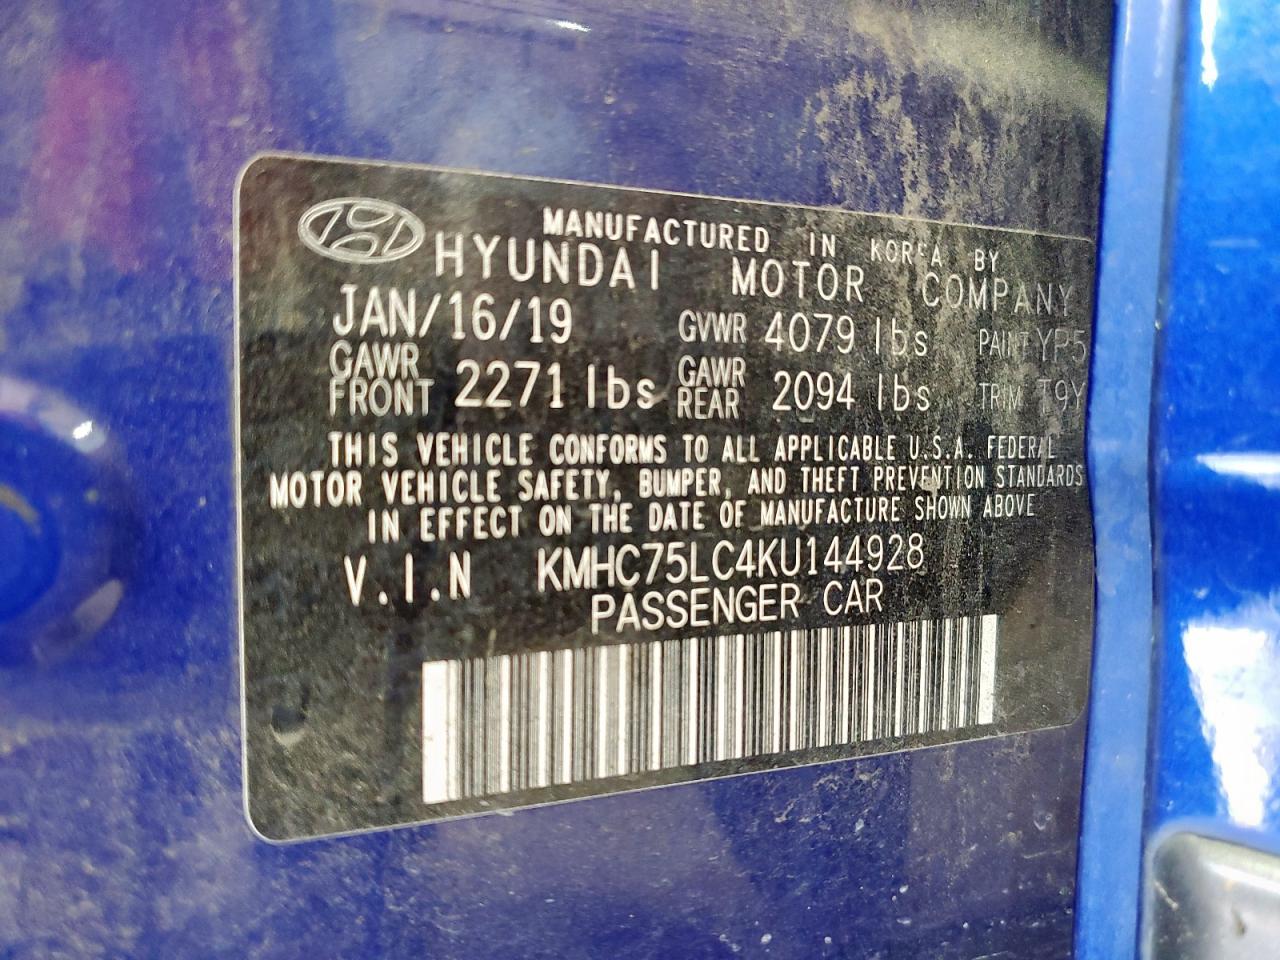 MANUFACTURED IN KOREA BY
HYUNDAI MOTOR COMPANY
JAN/16/19 GVWR 4079 lbs PAINT YP5
GAWR FRONT 2271 lbs GAWR REAR 2094 lbs TRIM T9Y
THIS VEHICLE CONFORMS TO ALL APPLICABLE U.S.A. FEDERAL
MOTOR VEHICLE SAFETY, BUMPER, AND THEFT PREVENTION STANDARDS
IN EFFECT ON THE DATE OF MANUFACTURE SHOWN ABOVE
V.I.N KMHC75LC4KU144928
PASSENGER CAR